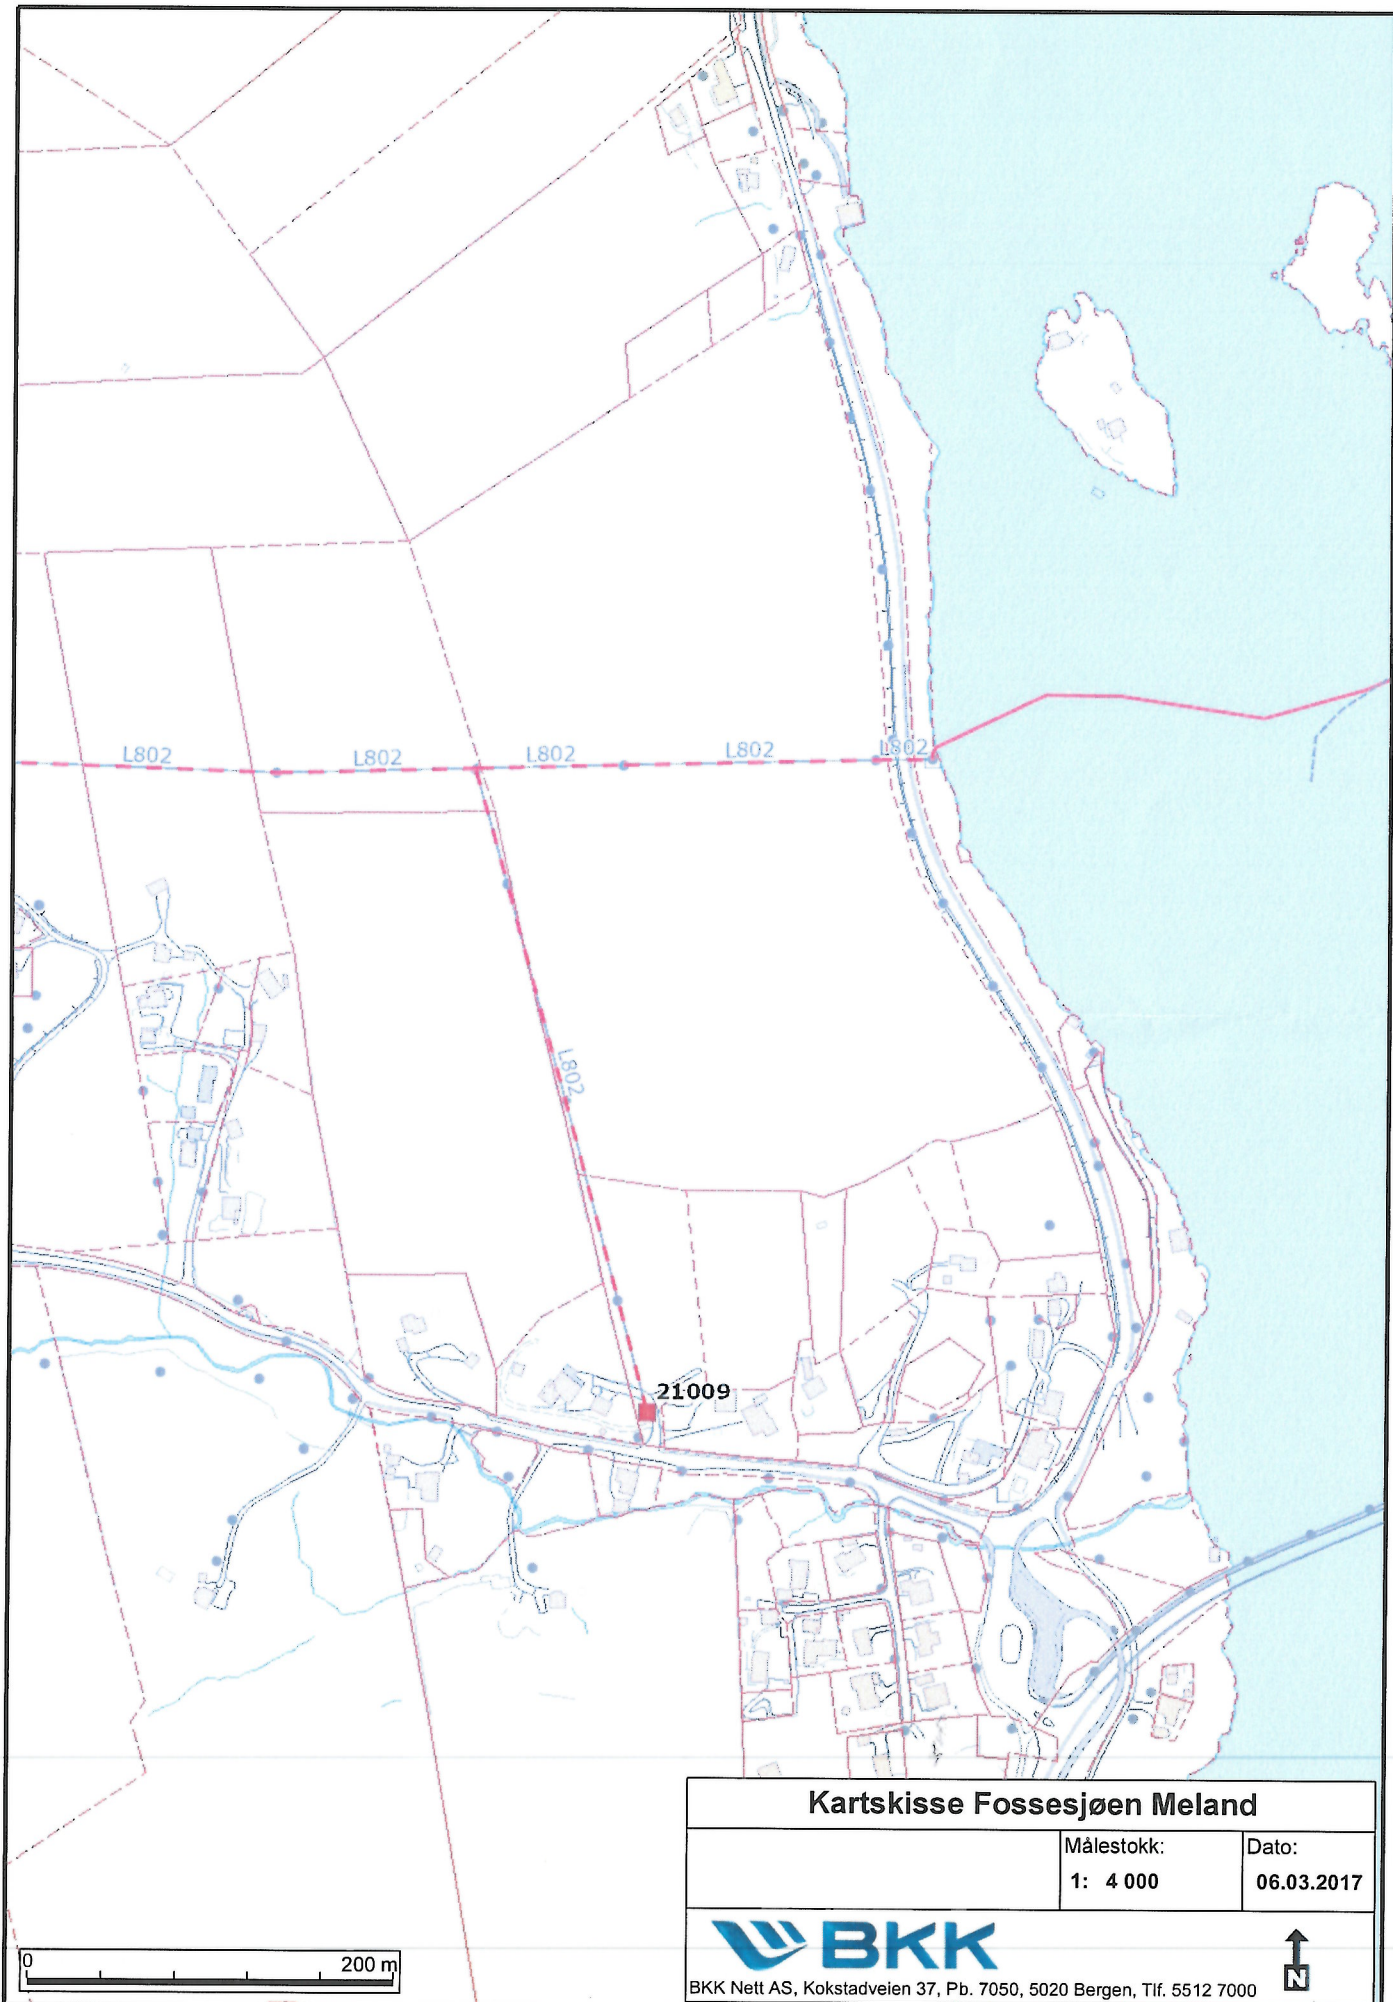 L802
L802
L802
L802
L802
L802
21009
Kartskisse Fossesjøen Meland
Målestokk:
1: 4 000
Dato:
06.03.2017
BKK
BKK Nett AS, Kokstadveien 37, Pb. 7050, 5020 Bergen, Tlf. 5512 7000
N
0 200 m